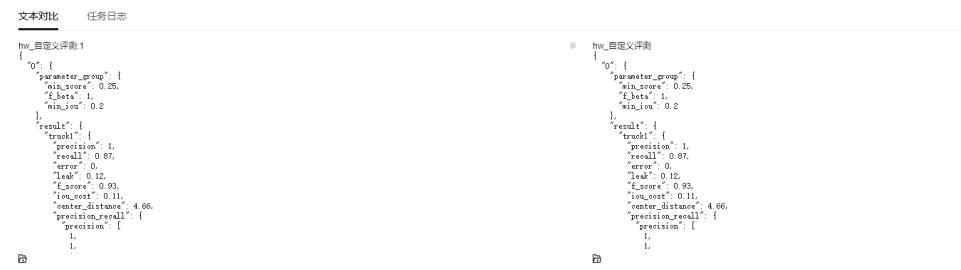 文本对比 任务日志
hw_自定义评测:1
{
"0": {
"parameter_group": {
"min_score": 0.25,
"f_beta": 1,
"min_iou": 0.2
},
"result": {
"truck1": {
"precision": 1,
"recall": 0.87,
"error": 0,
"leak": 0.12,
"f_score": 0.93,
"iou_cost": 0.11,
"center_distance": 4.66,
"precision_recall": {
"precision": [
1,
1,
hw_自定义评测
{
"0": {
"parameter_group": {
"min_score": 0.25,
"f_beta": 1,
"min_iou": 0.2
},
"result": {
"truck1": {
"precision": 1,
"recall": 0.87,
"error": 0,
"leak": 0.12,
"f_score": 0.93,
"iou_cost": 0.11,
"center_distance": 4.66,
"precision_recall": {
"precision": [
1,
1,